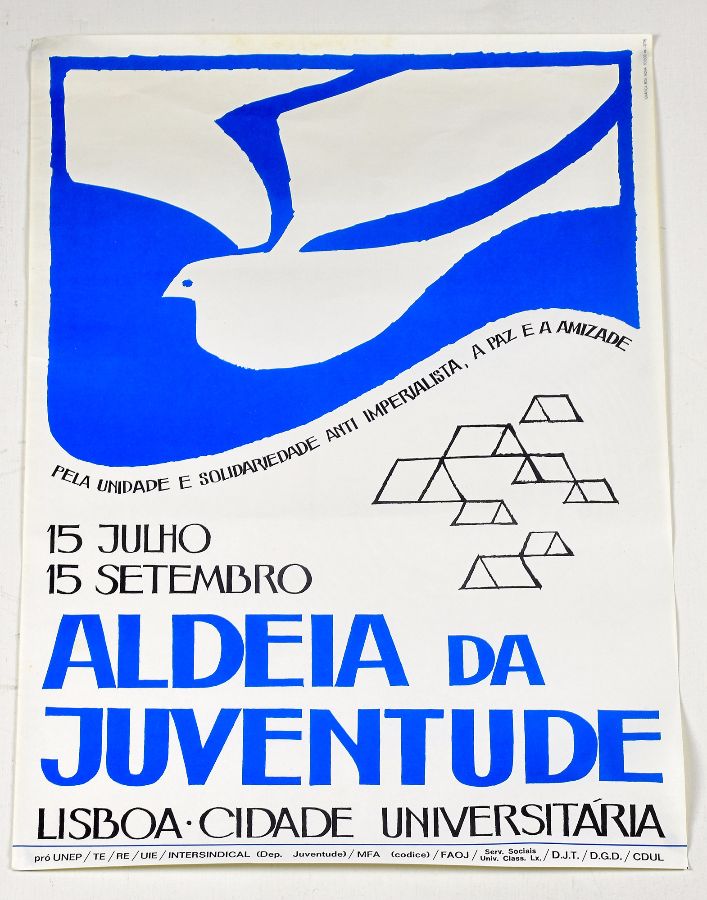 PELA UNIDADE E SOLIDARIEDADE ANTI IMPERIALISTA, A PAZ E A AMIZADE
15 JULHO
15 SETEMBRO
ALDEIA DA
JUVENTUDE
LISBOA · CIDADE UNIVERSITÁRIA
pró UNEP / TE / RE / UIE / INTERSINDICAL (Dep. Juventude) / MFA (codice) / FAOJ / Serv. Sociais Univ. Class. Lx. / D.J.T. / D.G.D. / CDUL